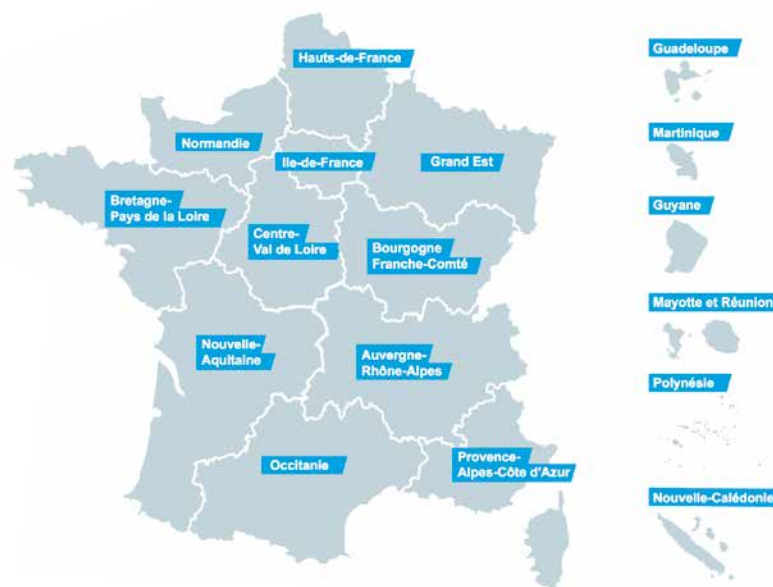 Hauts-de-France
Normandie
Ile-de-France
Grand Est
Bretagne-
Pays de la Loire
Centre-
Val de Loire
Bourgogne
Franche-Comté
Nouvelle-
Aquitaine
Auvergne-
Rhône-Alpes
Occitanie
Provence-
Alpes-Côte d'Azur
Guadeloupe
Martinique
Guyane
Mayotte et Réunion
Polynésie
Nouvelle-Calédonie